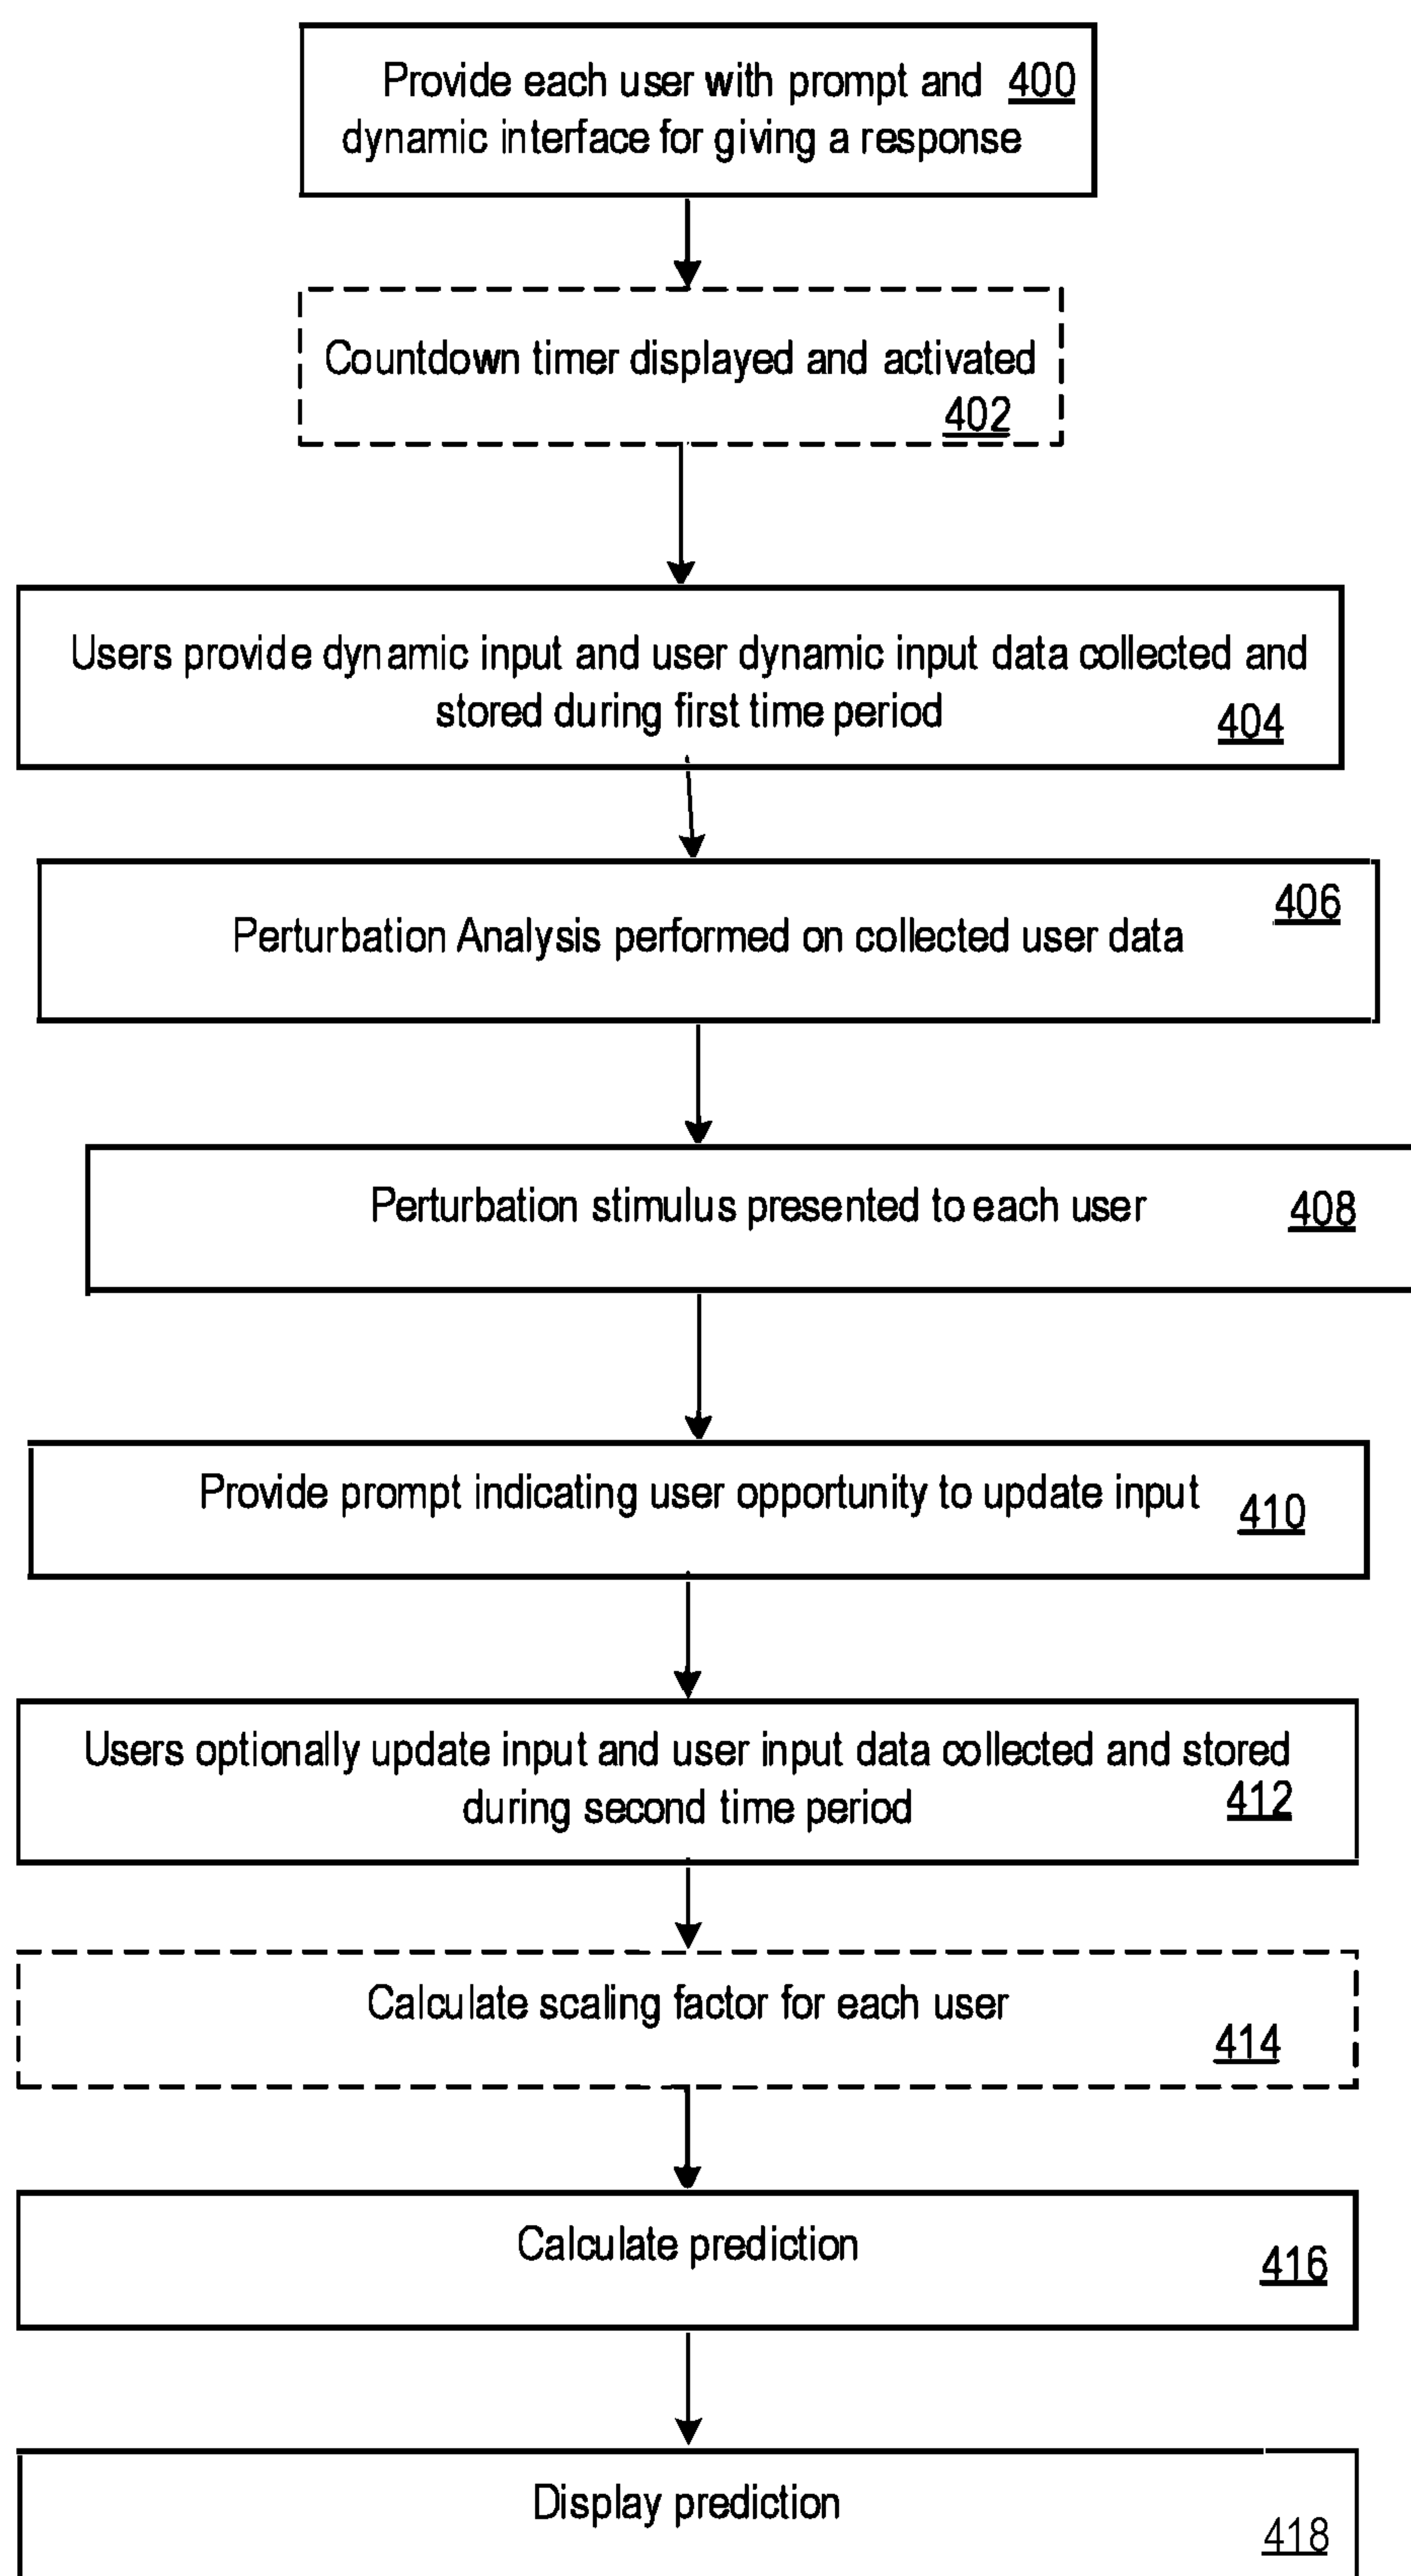 Provide each user with prompt and 400
dynamic interface for giving a response
Countdown timer displayed and activated
402
Users provide dynamic input and user dynamic input data collected and
stored during first time period 404
406
Perturbation Analysis performed on collected user data
Perturbation stimulus presented to each user 408
Provide prompt indicating user opportunity to update input 410
Users optionally update input and user input data collected and stored
during second time period 412
Calculate scaling factor for each user
414
Calculate prediction 416
Display prediction
418